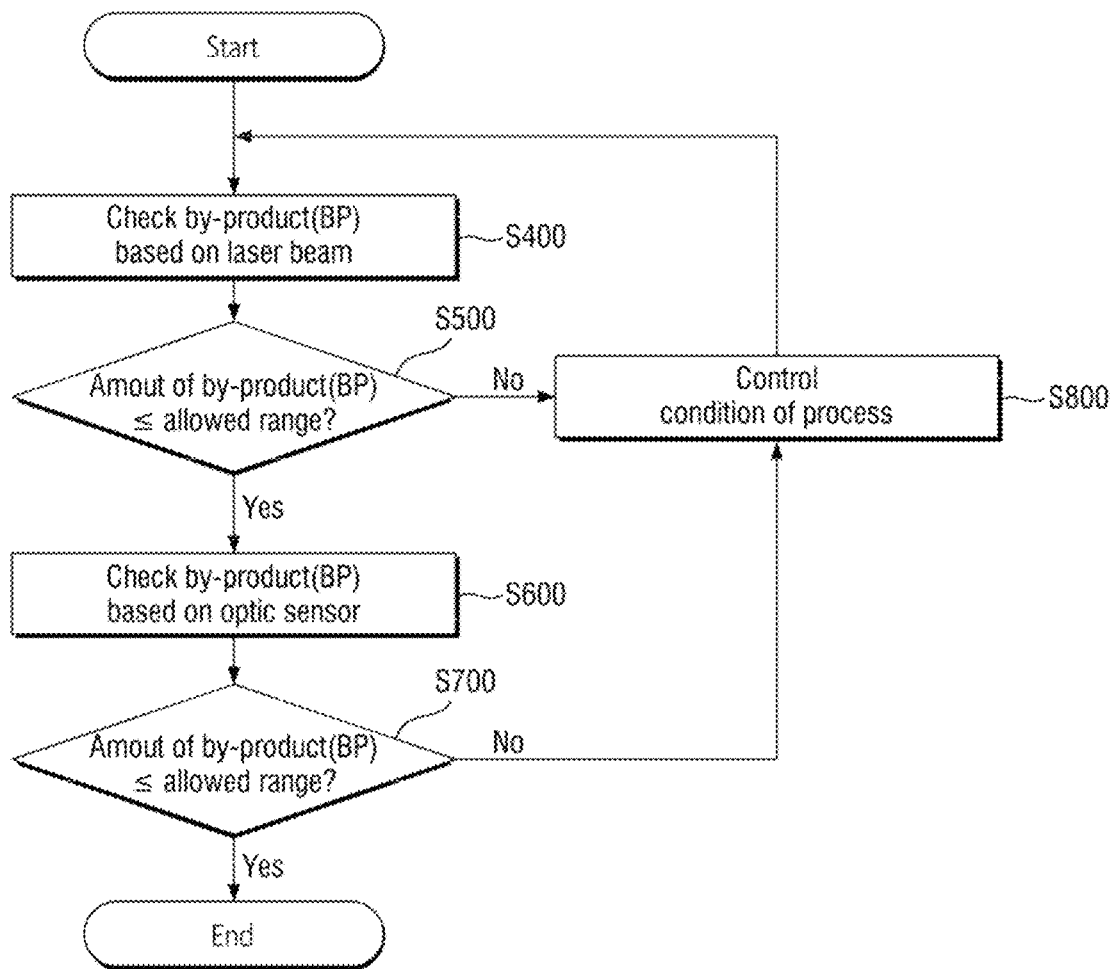 Start
Check by-product(BP)
based on laser beam
S400
S500
Amout of by-product(BP)
≤ allowed range?
No
Control
condition of process
S800
Yes
Check by-product(BP)
based on optic sensor
S600
S700
Amout of by-product(BP)
≤ allowed range?
No
Yes
End